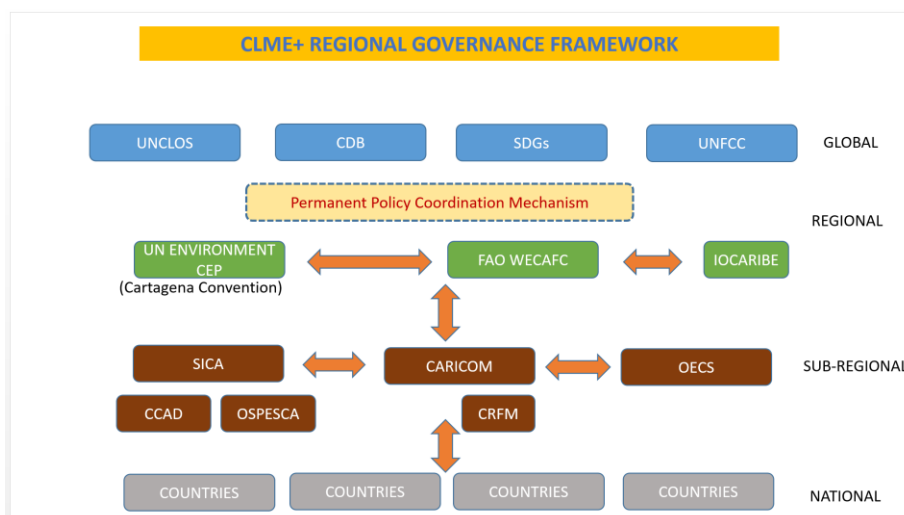 CLME+ REGIONAL GOVERNANCE FRAMEWORK
UNCLOS
CDB
SDGs
UNFCC
GLOBAL
Permanent Policy Coordination Mechanism
REGIONAL
UN ENVIRONMENT
CEP
(Cartagena Convention)
FAO WECAFC
IOCARIBE
SICA
CARICOM
OECS
SUB-REGIONAL
CCAD
OSPESCA
CRFM
COUNTRIES
COUNTRIES
COUNTRIES
COUNTRIES
NATIONAL